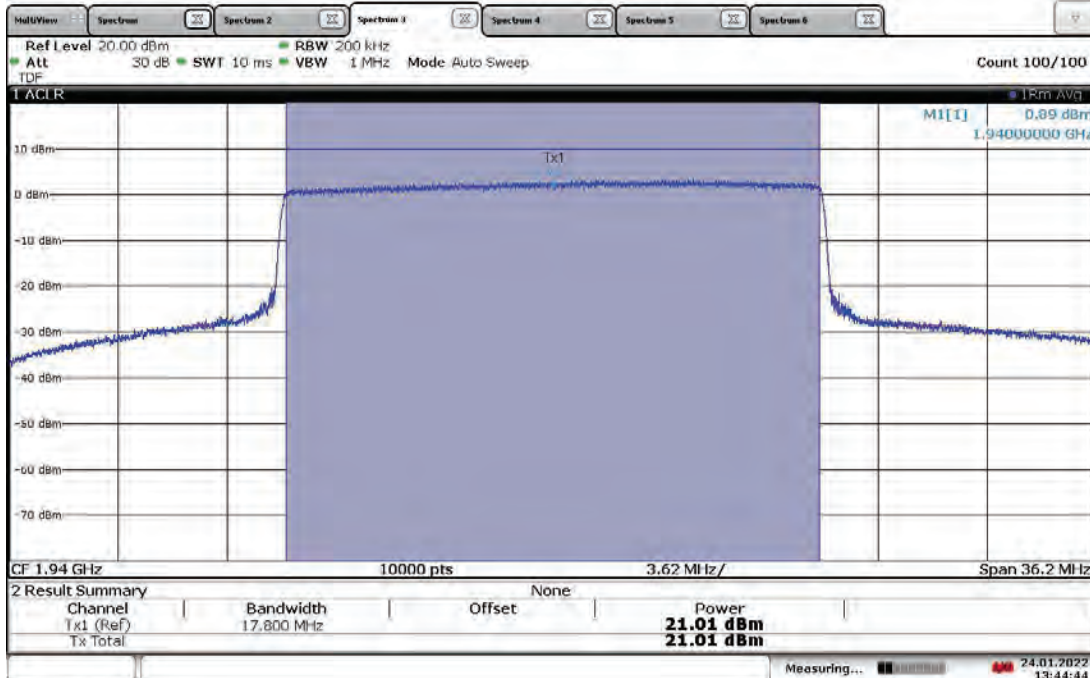 MultiView Spectrum Spectrum 2 Spectrum 3 Spectrum 4 Spectrum 5 Spectrum 6
Ref Level 20.00 dBm RBW 200 kHz
Att 30 dB SWT 10 ms VBW 1 MHz Mode Auto Sweep Count 100/100
TDF
1 ACLR 1Rm Avg
M1[1] 0.89 dBm
1.94000000 GHz
10 dBm
Tx1
0 dBm
-10 dBm
-20 dBm
-30 dBm
-40 dBm
-50 dBm
-60 dBm
-70 dBm
CF 1.94 GHz 10000 pts 3.62 MHz/ Span 36.2 MHz
2 Result Summary None
Channel Bandwidth Offset Power
Tx1 (Ref) 17.800 MHz 21.01 dBm
Tx Total 21.01 dBm
Measuring... 24.01.2022
13:44:44